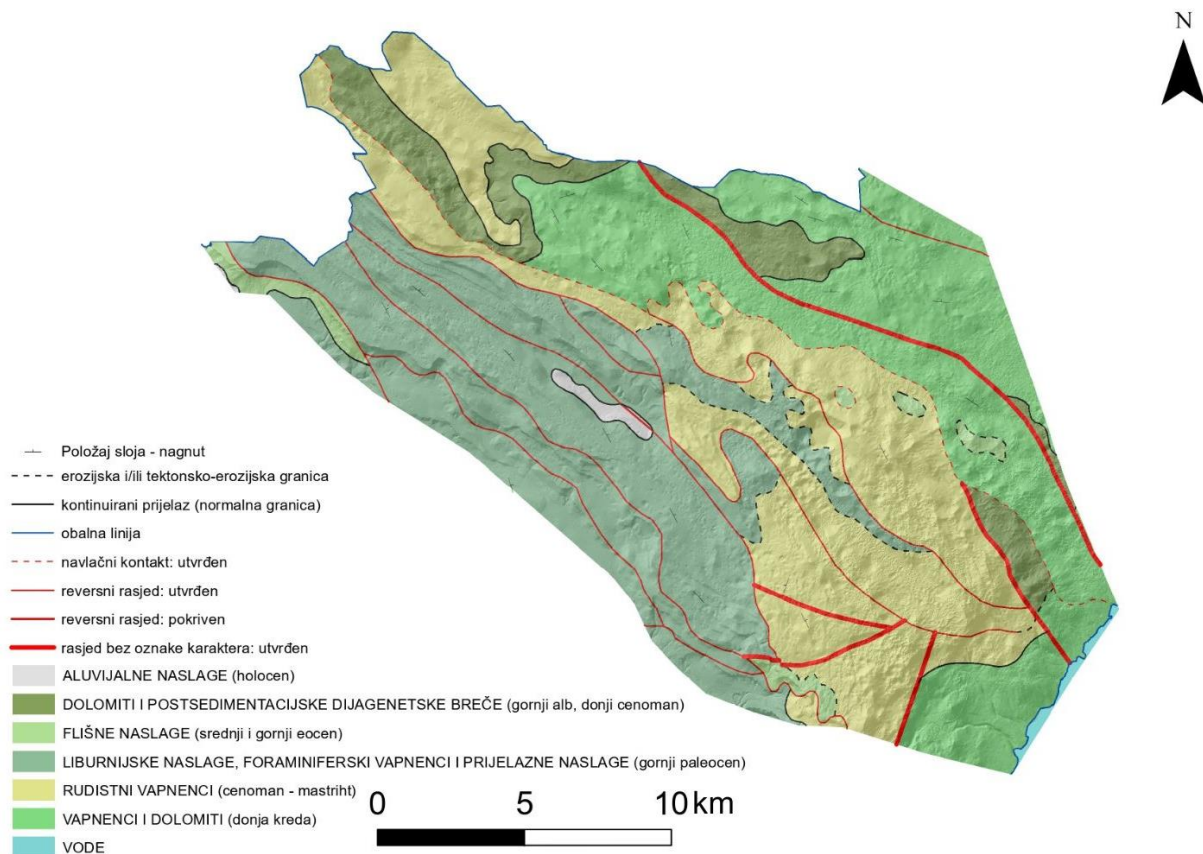 N
Položaj sloja - nagnut
erozijska i/ili tektonsko-erozijska granica
kontinuirani prijelaz (normalna granica)
obalna linija
navlačni kontakt: utvrđen
reversni rasjed: utvrđen
reversni rasjed: pokriven
rasjed bez oznake karaktera: utvrđen
ALUVIJALNE NASLAGE (holocen)
DOLOMITI I POSTSEDIMENTACIJSKE DIJAGENETSKE BREČE (gornji alb, donji cenoman)
FLIŠNE NASLAGE (srednji i gornji eocen)
LIBURNIJSKE NASLAGE, FORAMINIFERSKI VAPNENCI I PRIJELAZNE NASLAGE (gornji paleocen)
RUDISTNI VAPNENCI (cenoman - mastriht)
VAPNENCI I DOLOMITI (donja kreda)
VODE
0 5 10 km